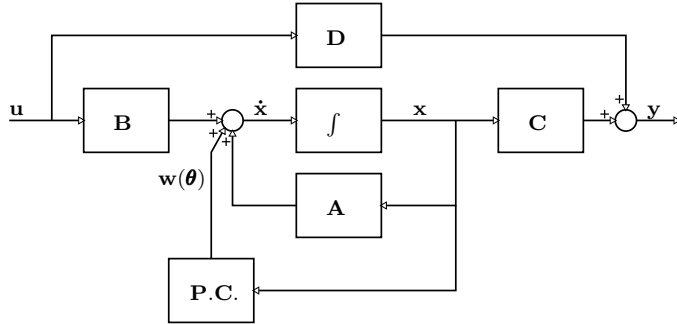 D
u
B
+
+
+
ẋ
∫
x
C
+
+
y
w(θ)
A
P.C.